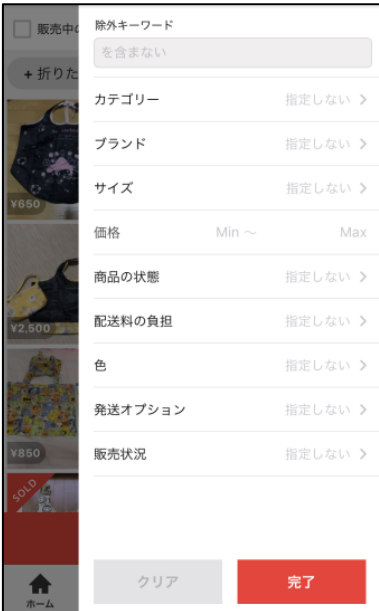 販売中の
+ 折りた
¥650
¥2,500
¥850
SOLD
ホーム
除外キーワード
を含まない
カテゴリー 指定しない >
ブランド 指定しない >
サイズ 指定しない >
価格 Min ～ Max
商品の状態 指定しない >
配送料の負担 指定しない >
色 指定しない >
発送オプション 指定しない >
販売状況 指定しない >
クリア 完了